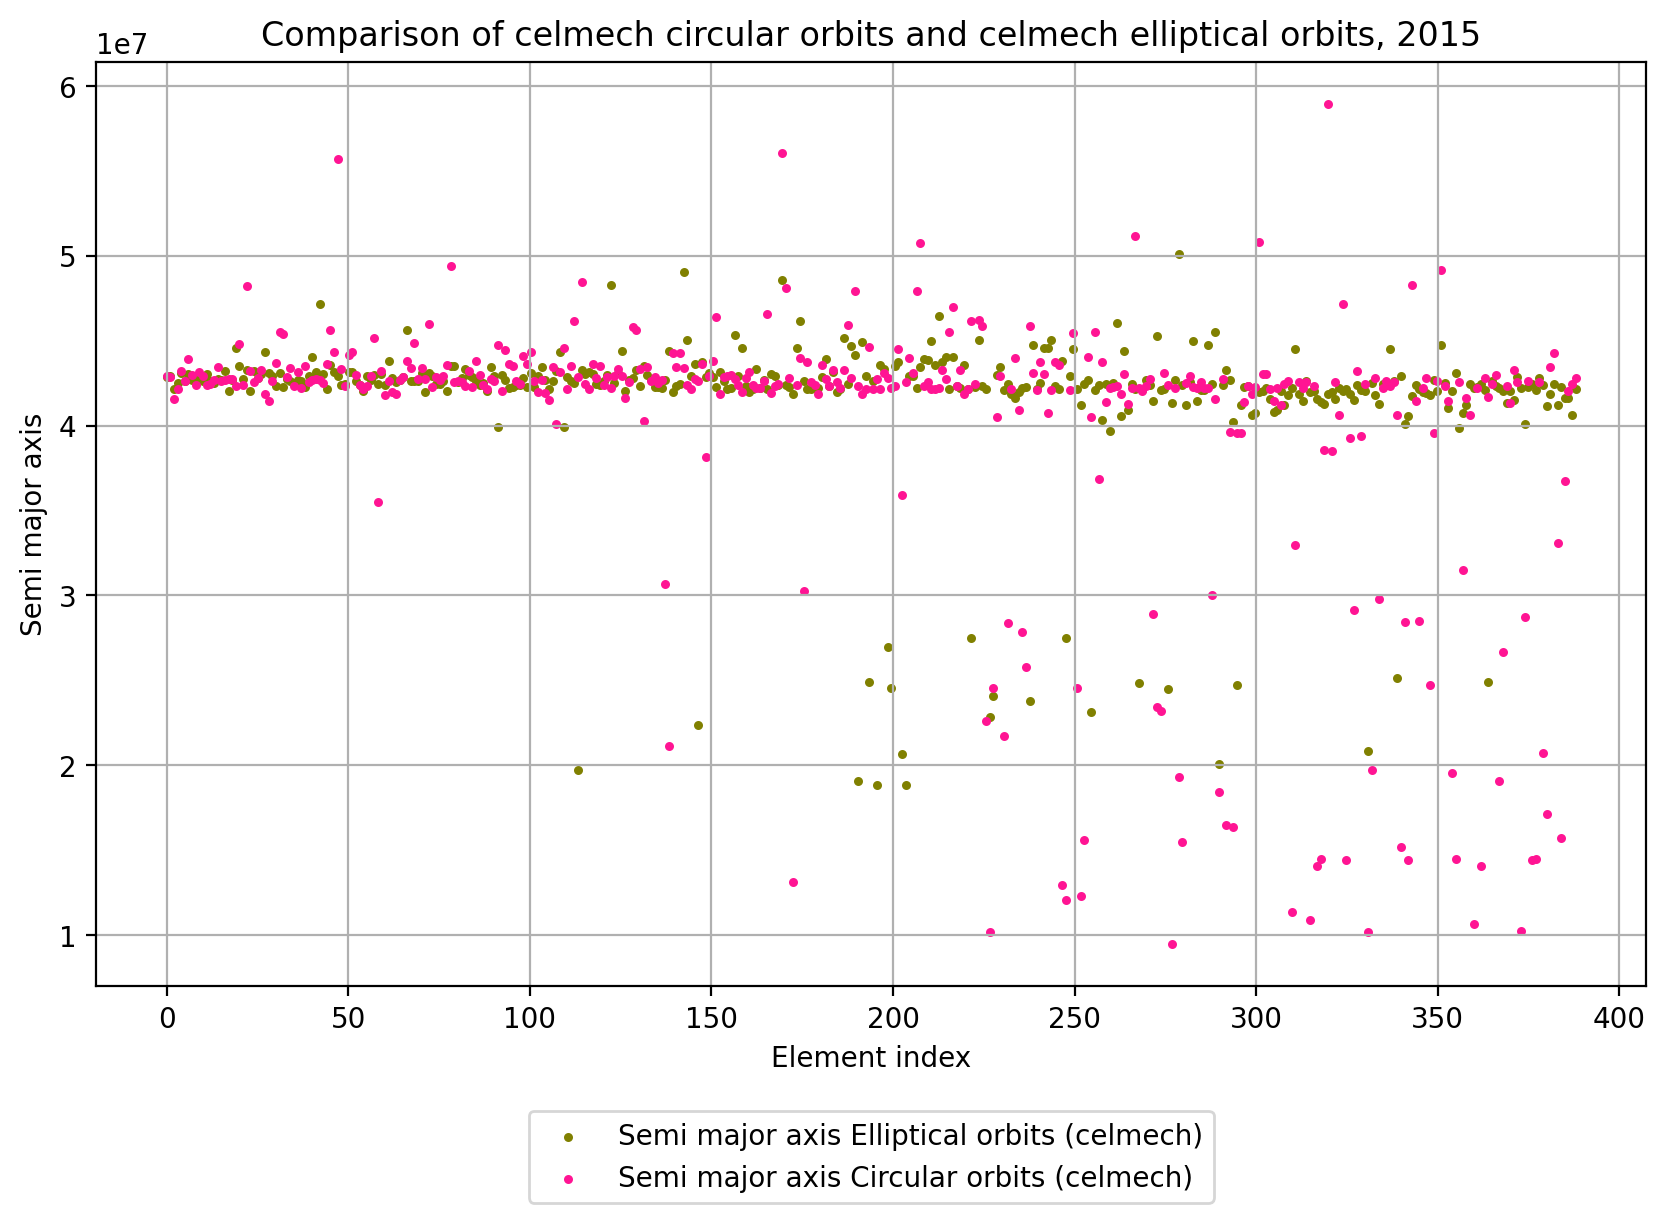 Comparison of celmech circular orbits and celmech elliptical orbits, 2015
1e7
6
5
4
3
2
1
Semi major axis
0 50 100 150 200 250 300 350 400
Element index
Semi major axis Elliptical orbits (celmech)
Semi major axis Circular orbits (celmech)